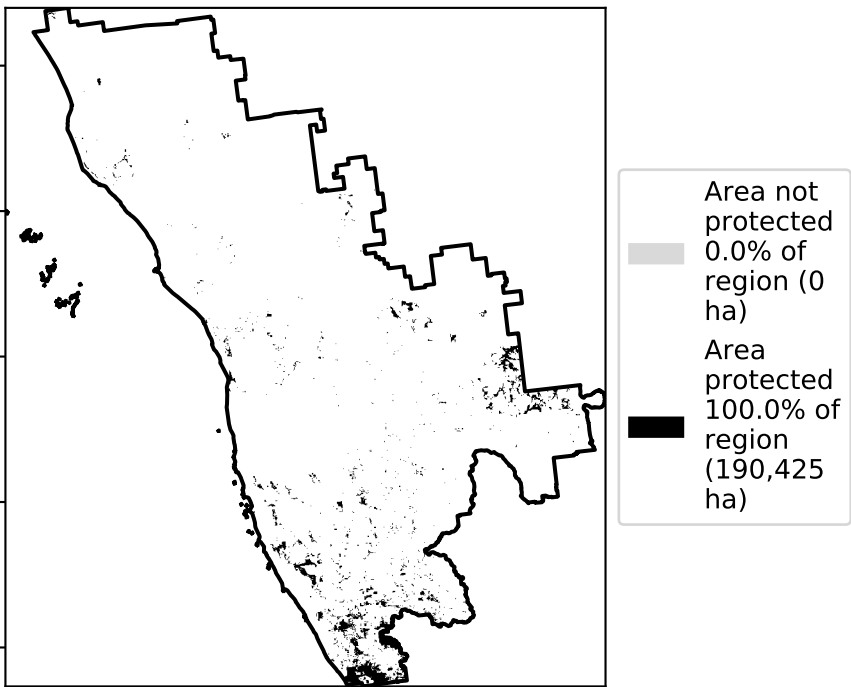 Area not
protected
0.0% of
region (0
ha)
Area
protected
100.0% of
region
(190,425
ha)